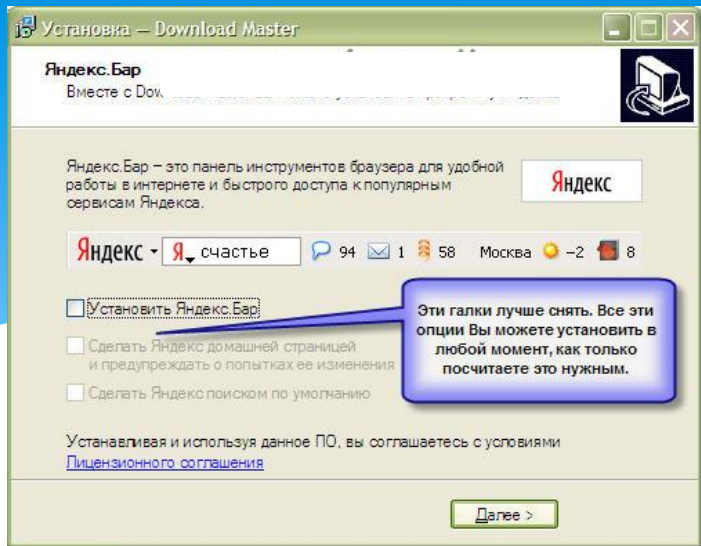 Установка — Download Master
Яндекс.Бар
Вместе с
Яндекс.Бар — это панель инструментов браузера для удобной
работы в интернете и быстрого доступа к популярным
сервисам Яндекса.
Яндекс
Яндекс Я счастье 94 1 58 Москва −2 8
Установить Яндекс.Бар
Сделать Яндекс домашней страницей
и предупреждать о попытках ее изменения
Сделать Яндекс поиском по умолчанию
Эти галки лучше снять. Все эти
опции Вы можете установить в
любой момент, как только
посчитаете это нужным.
Устанавливая и используя данное ПО, вы соглашаетесь с условиями
Лицензионного соглашения
Далее >